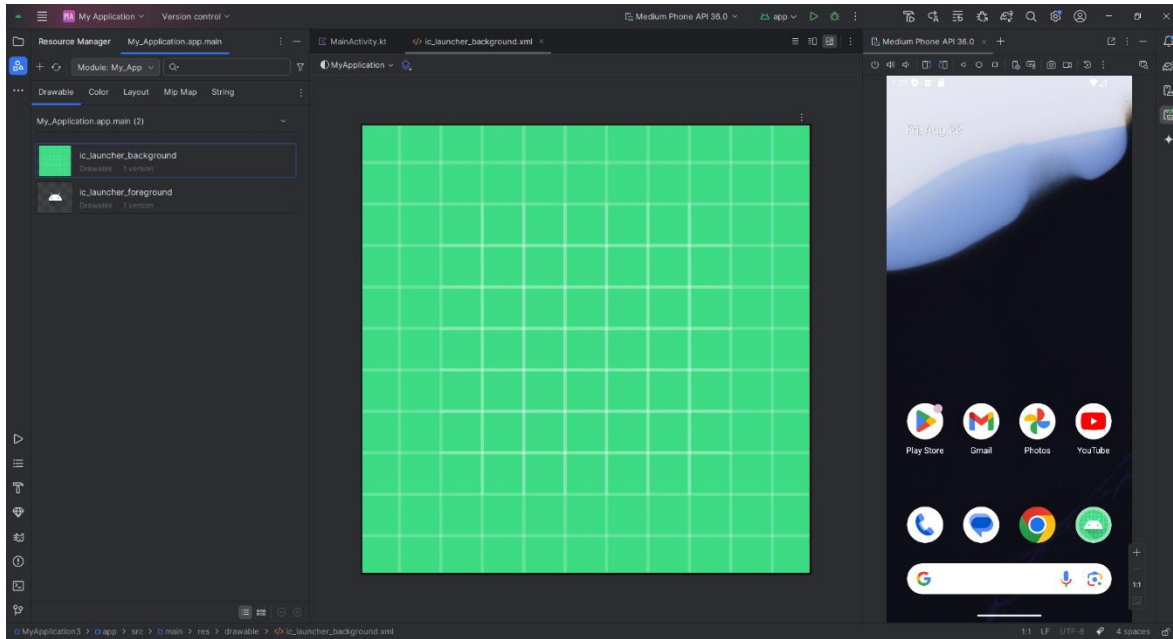 MA My Application Version control Medium Phone API 36.0 app
Resource Manager My_Application.app.main MainActivity.kt ic_launcher_background.xml Medium Phone API 36.0
Module: My_App MyApplication
Drawable Color Layout Mip Map String
My_Application.app.main (2)
ic_launcher_background
Drawable 1 version
ic_launcher_foreground
Drawable 1 version
Fri, Aug 22
Play Store Gmail Photos YouTube
1:1
MyApplication3 > app > src > main > res > drawable > ic_launcher_background.xml 1:1 LF UTF-8 4 spaces